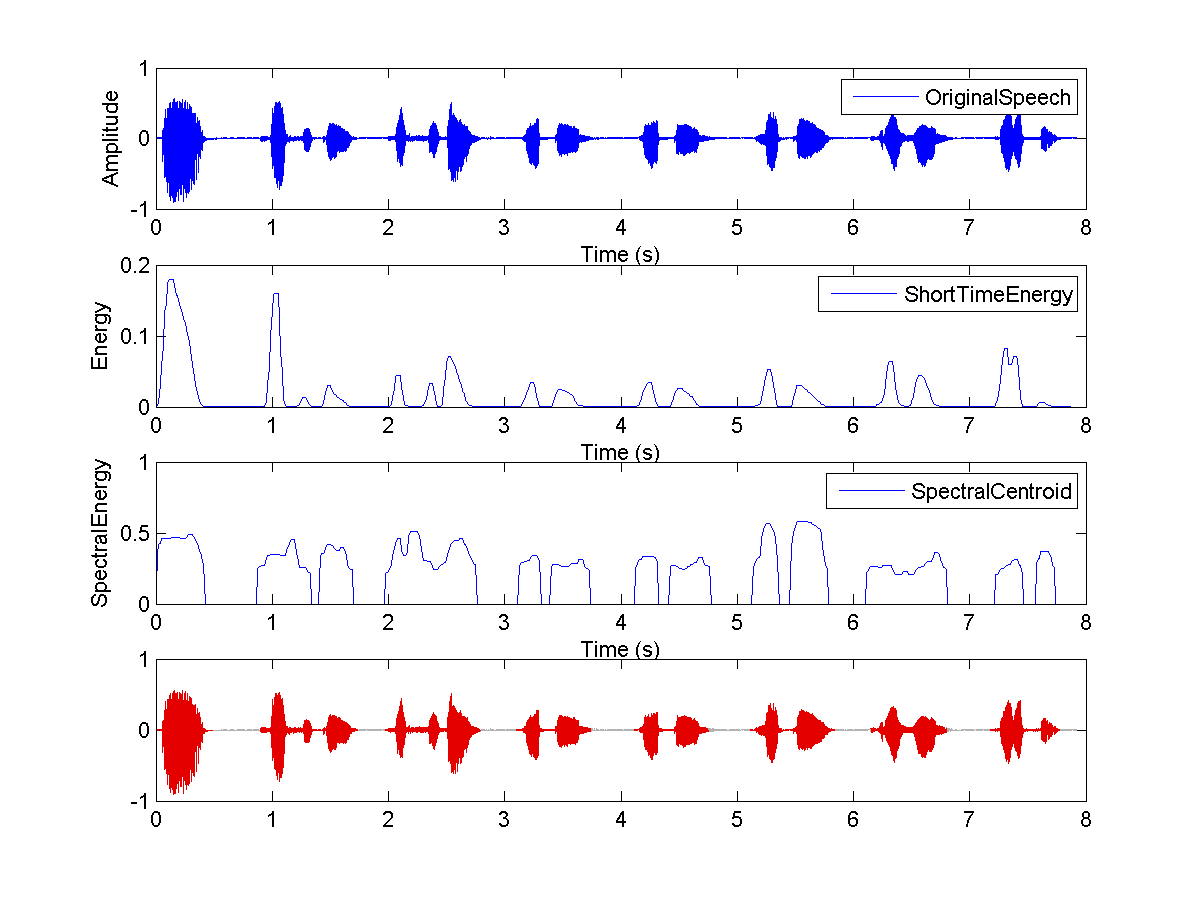 1
0
-1
Amplitude
OriginalSpeech
0 1 2 3 4 5 6 7 8
Time (s)
0.2
0.1
0
Energy
ShortTimeEnergy
0 1 2 3 4 5 6 7 8
Time (s)
1
0.5
0
SpectralEnergy
SpectralCentroid
0 1 2 3 4 5 6 7 8
Time (s)
1
0
-1
0 1 2 3 4 5 6 7 8